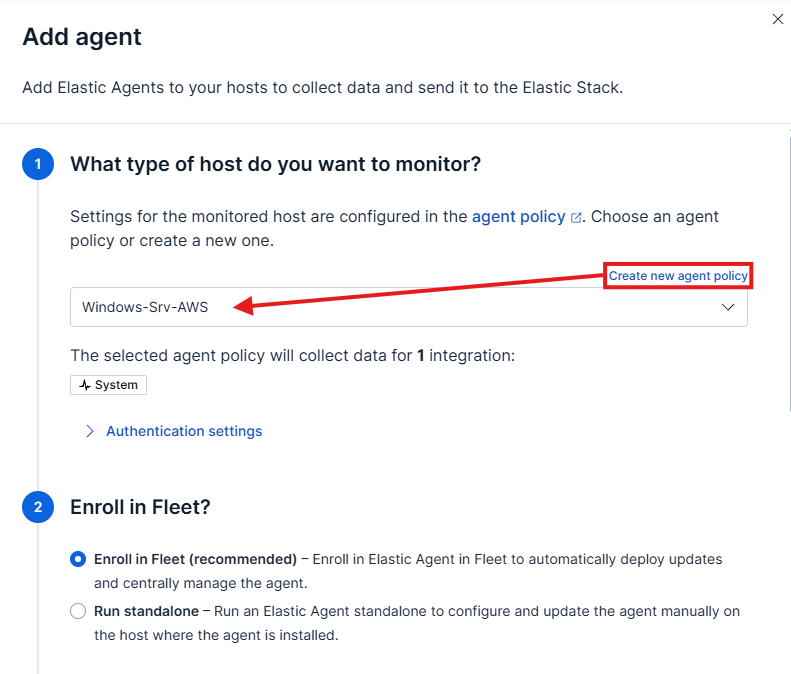 Add agent
Add Elastic Agents to your hosts to collect data and send it to the Elastic Stack.
1
What type of host do you want to monitor?
Settings for the monitored host are configured in the agent policy. Choose an agent
policy or create a new one.
Create new agent policy
Windows-Srv-AWS
The selected agent policy will collect data for 1 integration:
System
Authentication settings
2
Enroll in Fleet?
Enroll in Fleet (recommended) – Enroll in Elastic Agent in Fleet to automatically deploy updates
and centrally manage the agent.
Run standalone – Run an Elastic Agent standalone to configure and update the agent manually on
the host where the agent is installed.